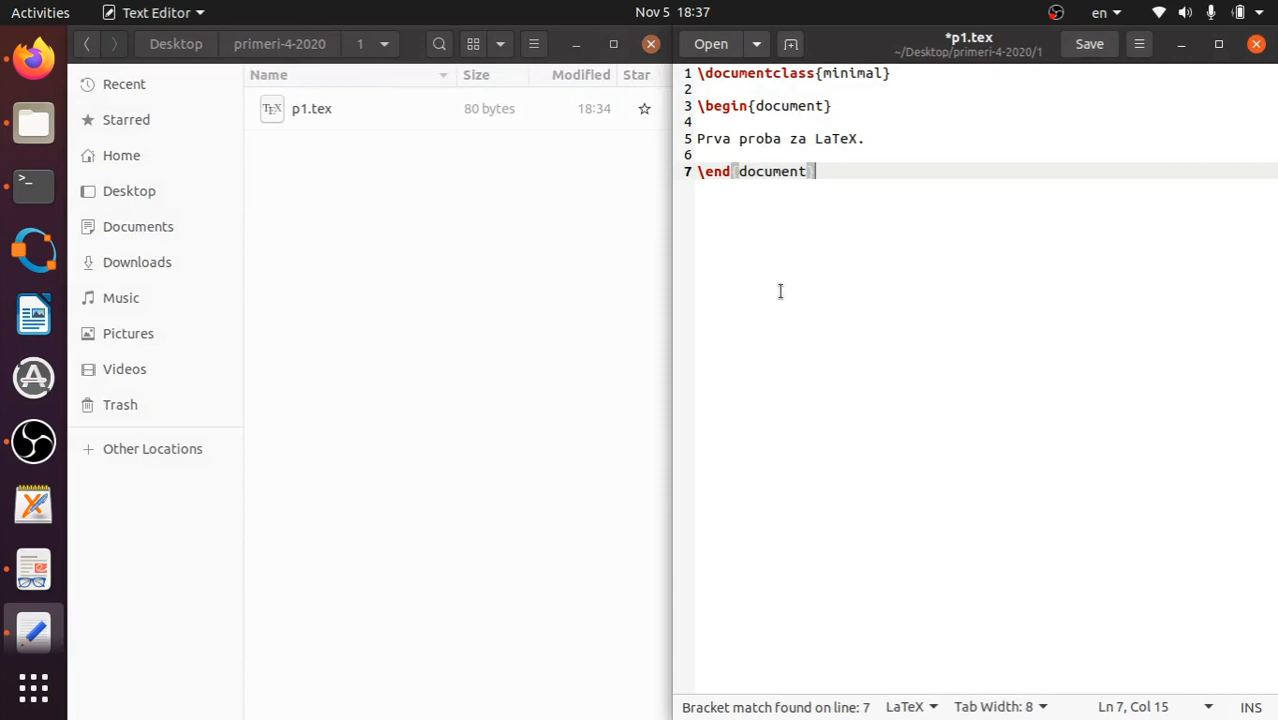 Activities Text Editor Nov 5 18:37 en
Desktop primeri-4-2020 1
Open *p1.tex Save
~/Desktop/primeri-4-2020/1
Name Size Modified Star
p1.tex 80 bytes 18:34
Recent
Starred
Home
Desktop
Documents
Downloads
Music
Pictures
Videos
Trash
Other Locations
1 \documentclass{minimal}
2
3 \begin{document}
4
5 Prva proba za LaTeX.
6
7 \end{document}
Bracket match found on line: 7 LaTeX Tab Width: 8 Ln 7, Col 15 INS